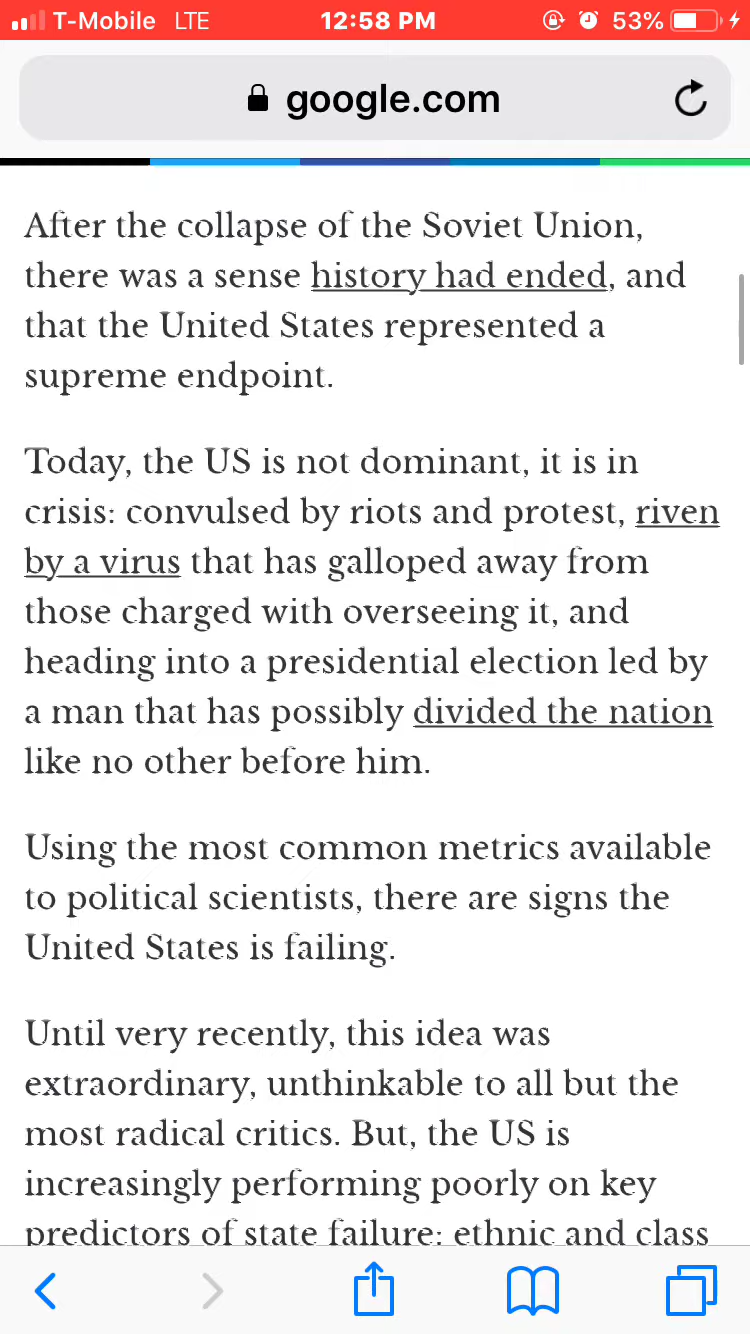 T-Mobile LTE 12:58 PM 53%
google.com
After the collapse of the Soviet Union,
there was a sense history had ended, and
that the United States represented a
supreme endpoint.
Today, the US is not dominant, it is in
crisis: convulsed by riots and protest, riven
by a virus that has galloped away from
those charged with overseeing it, and
heading into a presidential election led by
a man that has possibly divided the nation
like no other before him.
Using the most common metrics available
to political scientists, there are signs the
United States is failing.
Until very recently, this idea was
extraordinary, unthinkable to all but the
most radical critics. But, the US is
increasingly performing poorly on key
predictors of state failure: ethnic and class